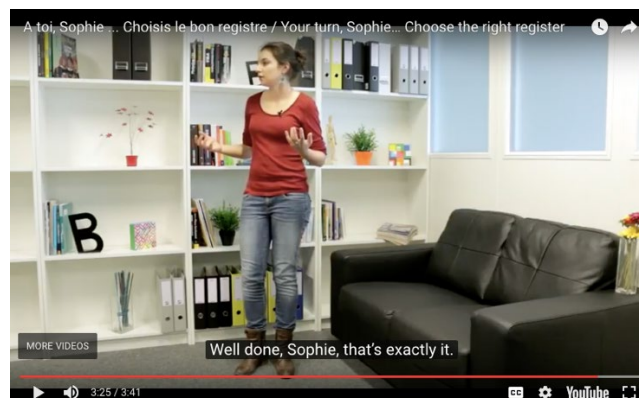 A toi, Sophie ... Choisis le bon registre / Your turn, Sophie... Choose the right register
B
MORE VIDEOS
Well done, Sophie, that's exactly it.
3:25 / 3:41
CC
YouTube